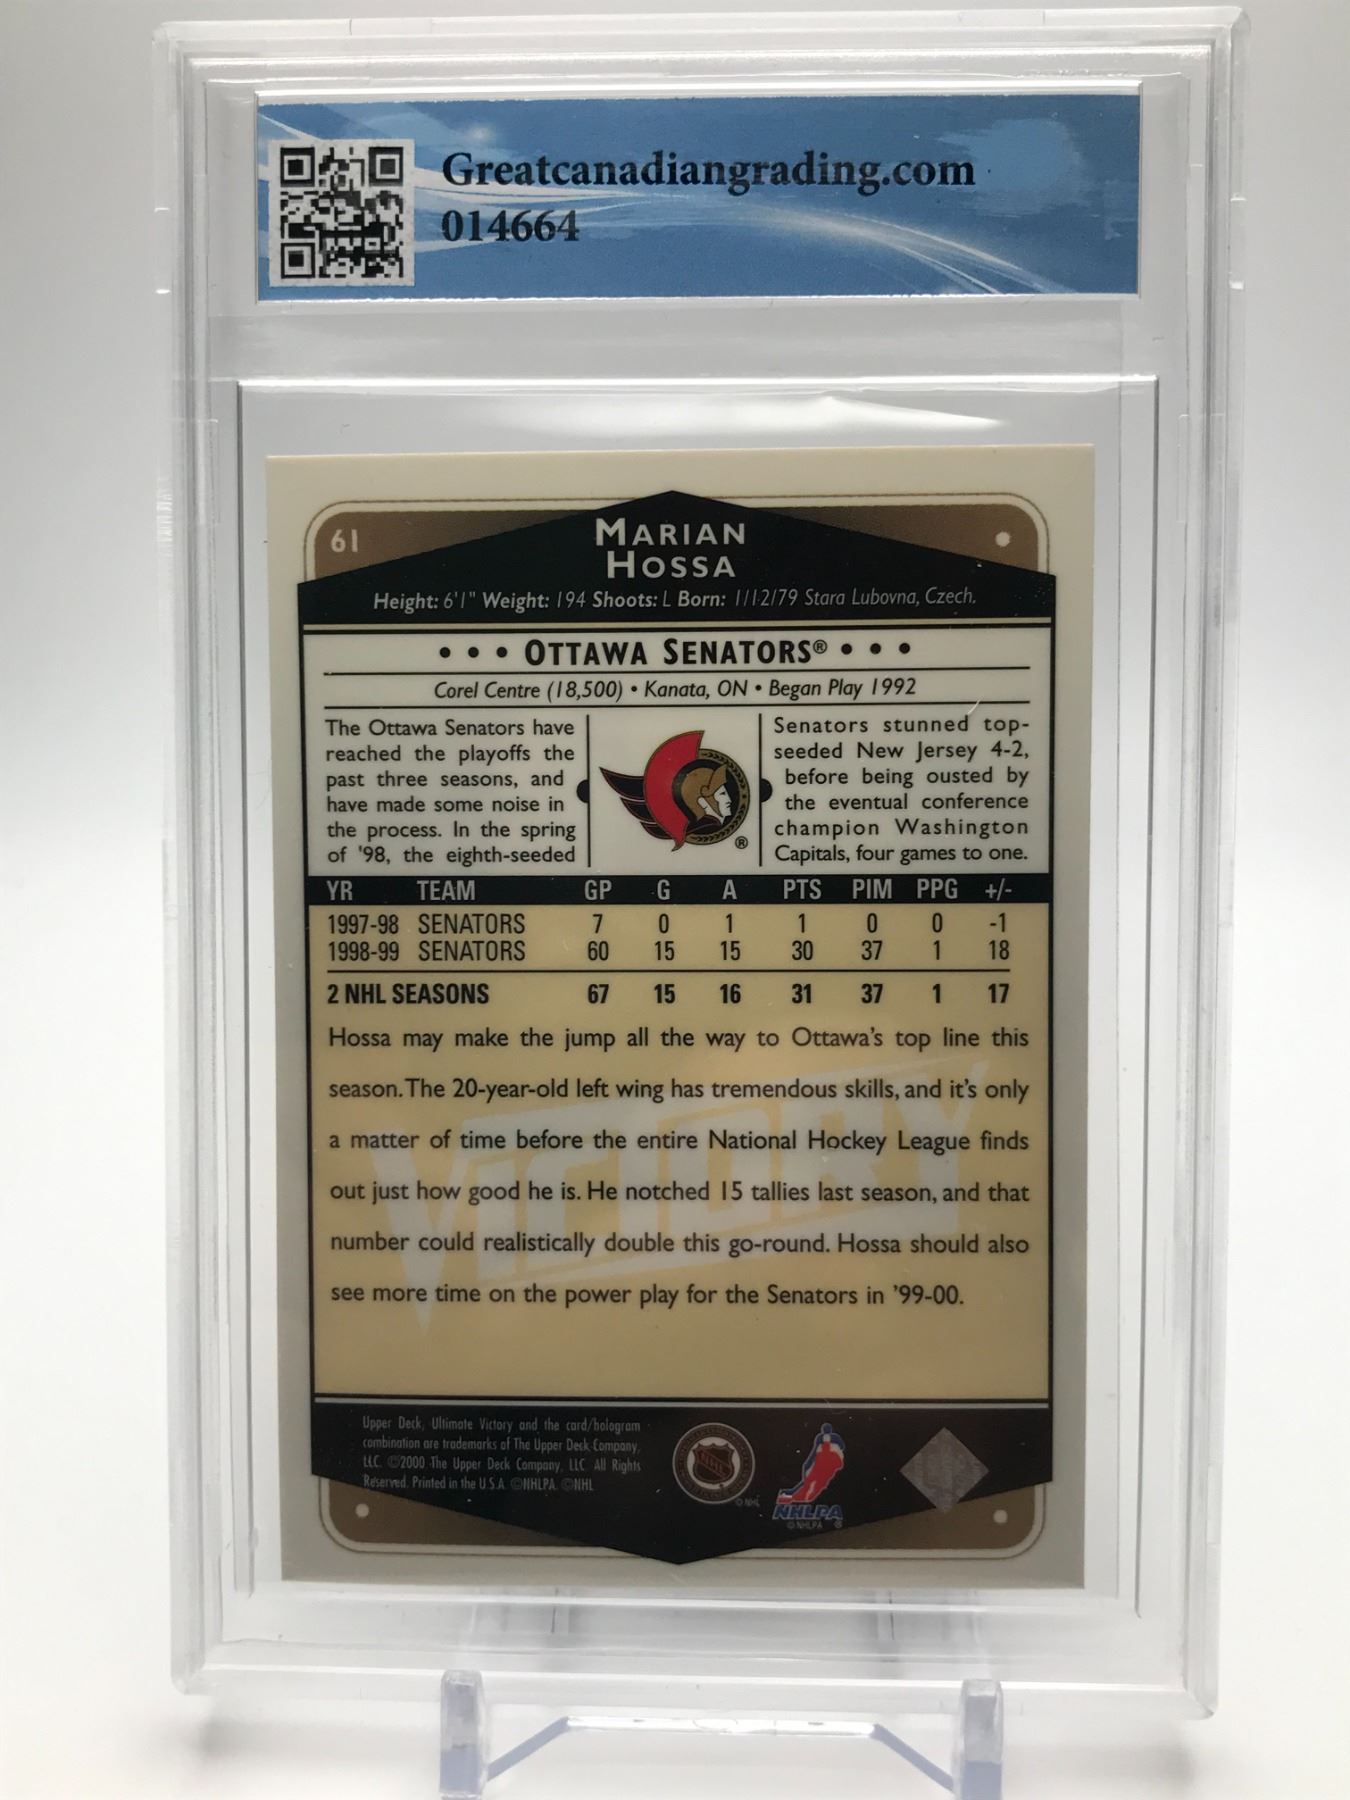 Greatcanadiangrading.com
014664
61
MARIAN
HOSSA
Height: 6'1" Weight: 194 Shoots: L Born: 1/12/79 Stara Lubovna, Czech.
• • • OTTAWA SENATORS® • • •
Corel Centre (18,500) • Kanata, ON • Began Play 1992
The Ottawa Senators have
reached the playoffs the
past three seasons, and
have made some noise in
the process. In the spring
of '98, the eighth-seeded
®
Senators stunned top-
seeded New Jersey 4-2,
before being ousted by
the eventual conference
champion Washington
Capitals, four games to one.
YR TEAM GP G A PTS PIM PPG +/-
1997-98 SENATORS 7 0 1 1 0 0 -1
1998-99 SENATORS 60 15 15 30 37 1 18
2 NHL SEASONS 67 15 16 31 37 1 17
Hossa may make the jump all the way to Ottawa's top line this
season. The 20-year-old left wing has tremendous skills, and it's only
a matter of time before the entire National Hockey League finds
out just how good he is. He notched 15 tallies last season, and that
number could realistically double this go-round. Hossa should also
see more time on the power play for the Senators in '99-00.
VICTORY
Upper Deck, Ultimate Victory and the card/hologram
combination are trademarks of The Upper Deck Company,
LLC. ©2000 The Upper Deck Company, LLC. All Rights
Reserved. Printed in the U.S.A. ©NHLPA. ©NHL
NHL
© NHL
NHLPA
© NHLPA ®